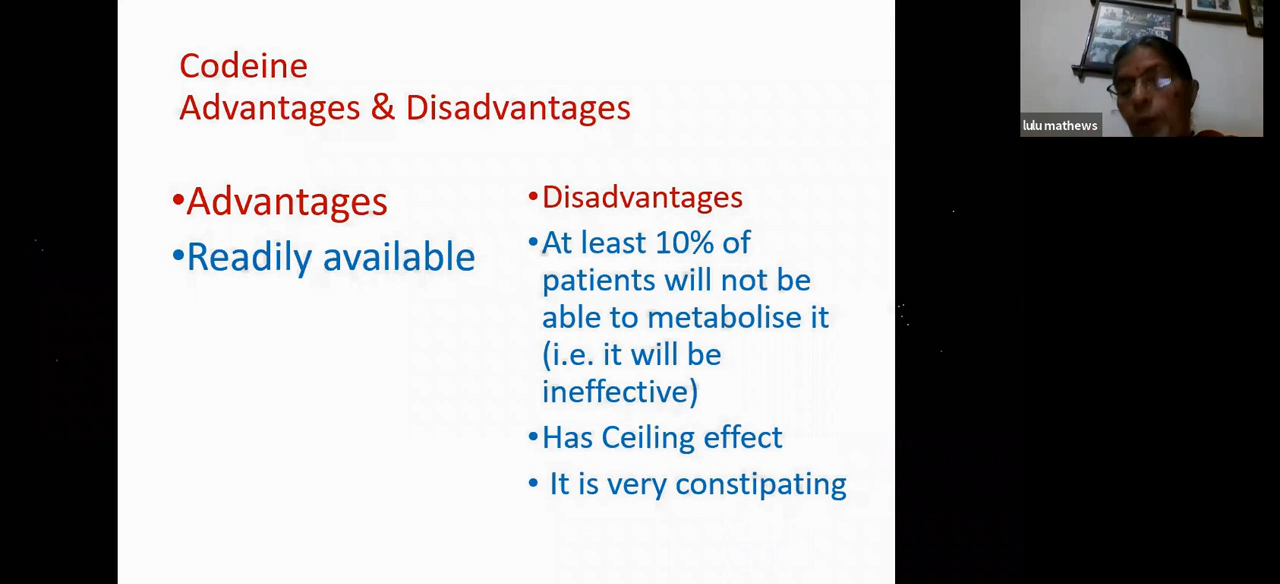 Codeine
Advantages & Disadvantages
•Advantages
•Readily available
•Disadvantages
•At least 10% of
patients will not be
able to metabolise it
(i.e. it will be
ineffective)
•Has Ceiling effect
• It is very constipating
lulu mathews